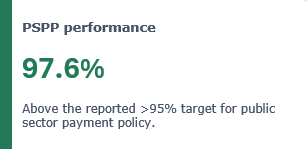 PSPP performance
97.6%
Above the reported >95% target for public
sector payment policy.